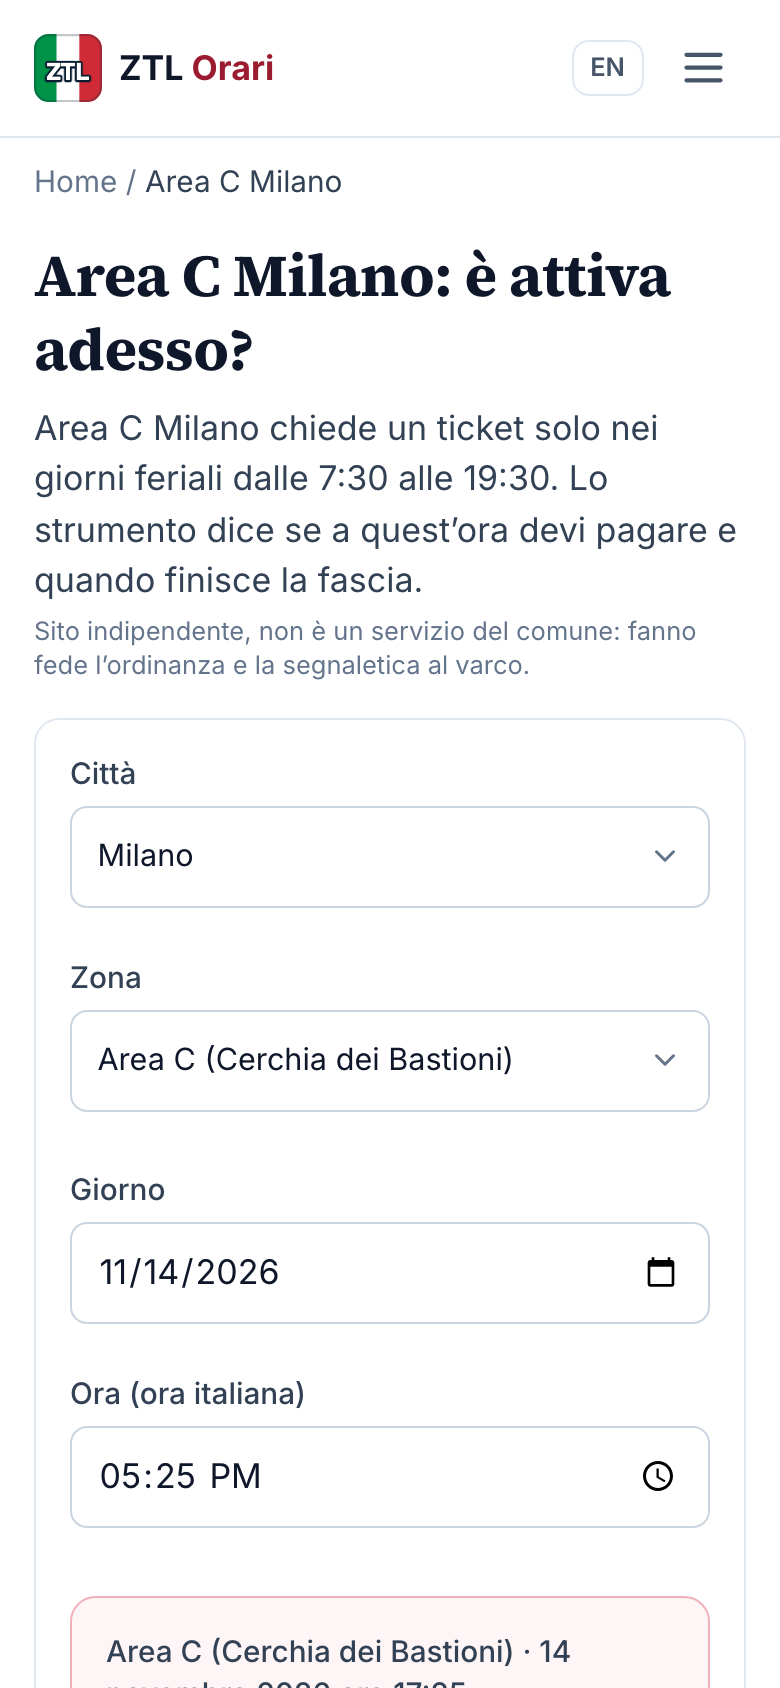 ZTL
ZTL Orari
EN
Home / Area C Milano
Area C Milano: è attiva
adesso?
Area C Milano chiede un ticket solo nei
giorni feriali dalle 7:30 alle 19:30. Lo
strumento dice se a quest’ora devi pagare e
quando finisce la fascia.
Sito indipendente, non è un servizio del comune: fanno
fede l’ordinanza e la segnaletica al varco.
Città
Milano
Zona
Area C (Cerchia dei Bastioni)
Giorno
11/14/2026
Ora (ora italiana)
05:25 PM
Area C (Cerchia dei Bastioni) · 14